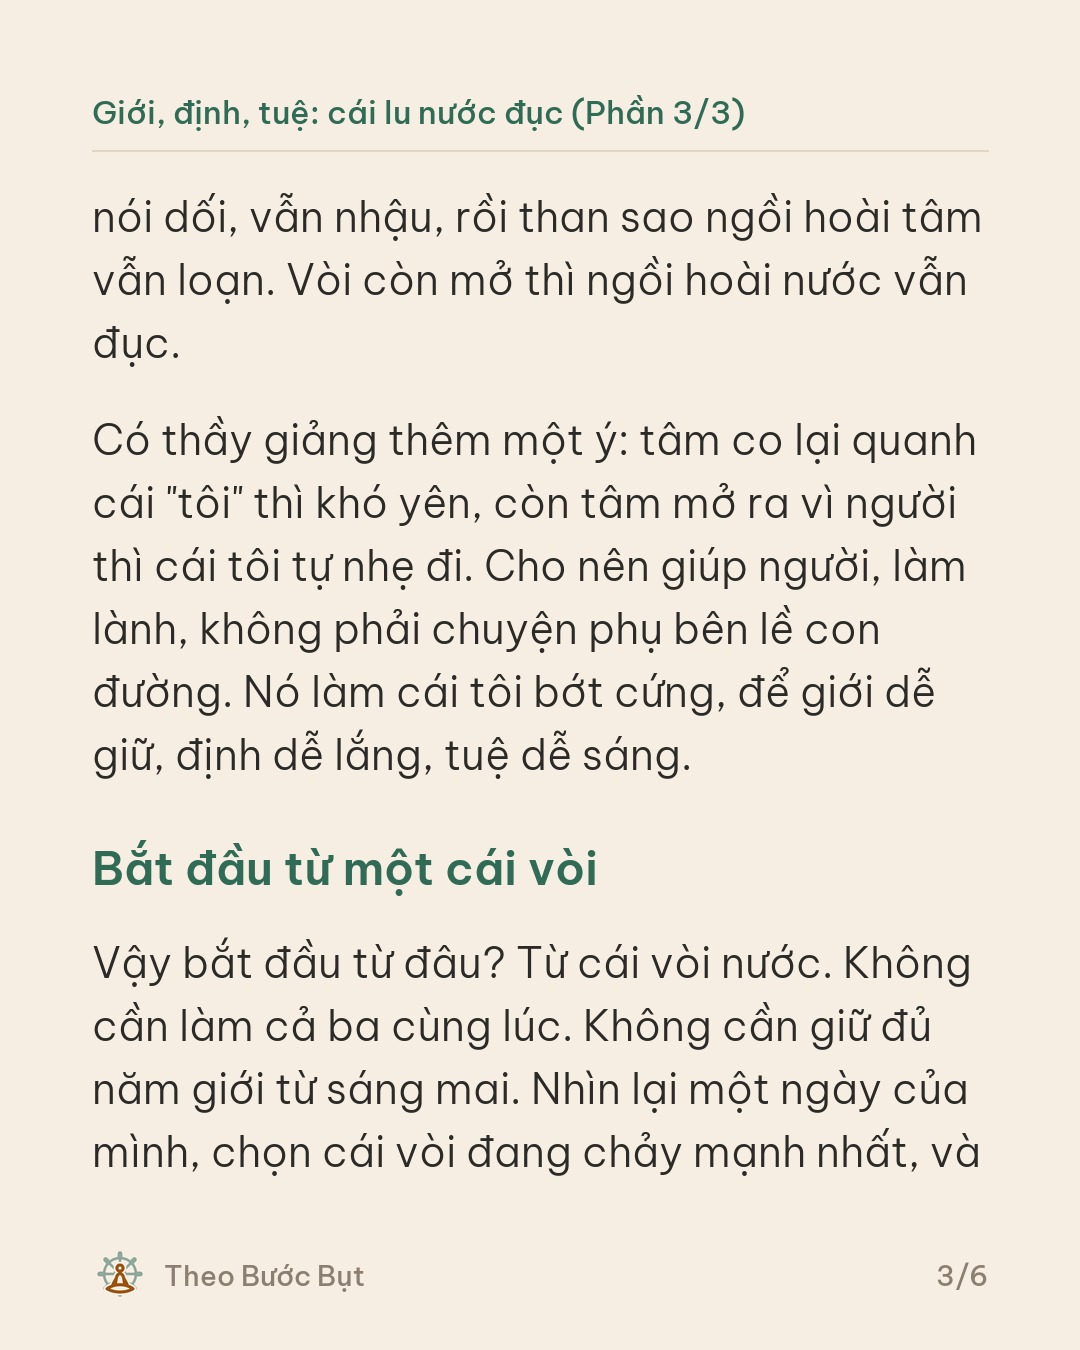 Giới, định, tuệ: cái lu nước đục (Phần 3/3)
nói dối, vẫn nhậu, rồi than sao ngồi hoài tâm
vẫn loạn. Vòi còn mở thì ngồi hoài nước vẫn
đục.
Có thầy giảng thêm một ý: tâm co lại quanh
cái "tôi" thì khó yên, còn tâm mở ra vì người
thì cái tôi tự nhẹ đi. Cho nên giúp người, làm
lành, không phải chuyện phụ bên lề con
đường. Nó làm cái tôi bớt cứng, để giới dễ
giữ, định dễ lắng, tuệ dễ sáng.
Bắt đầu từ một cái vòi
Vậy bắt đầu từ đâu? Từ cái vòi nước. Không
cần làm cả ba cùng lúc. Không cần giữ đủ
năm giới từ sáng mai. Nhìn lại một ngày của
mình, chọn cái vòi đang chảy mạnh nhất, và
Theo Bước Bụt
3/6